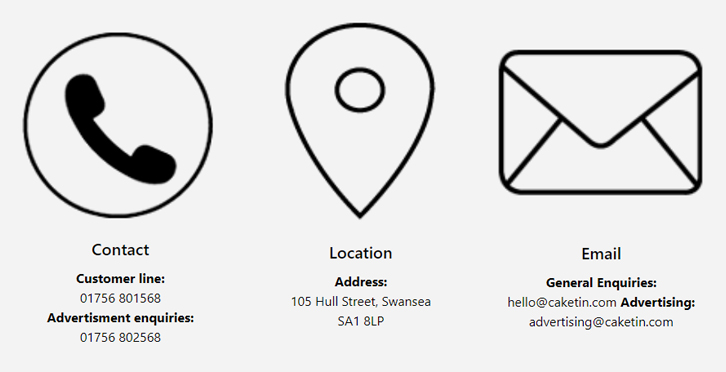 Contact
Customer line:
01756 801568
Advertisment enquiries:
01756 802568
Location
Address:
105 Hull Street, Swansea
SA1 8LP
Email
General Enquiries:
hello@caketin.com Advertising:
advertising@caketin.com